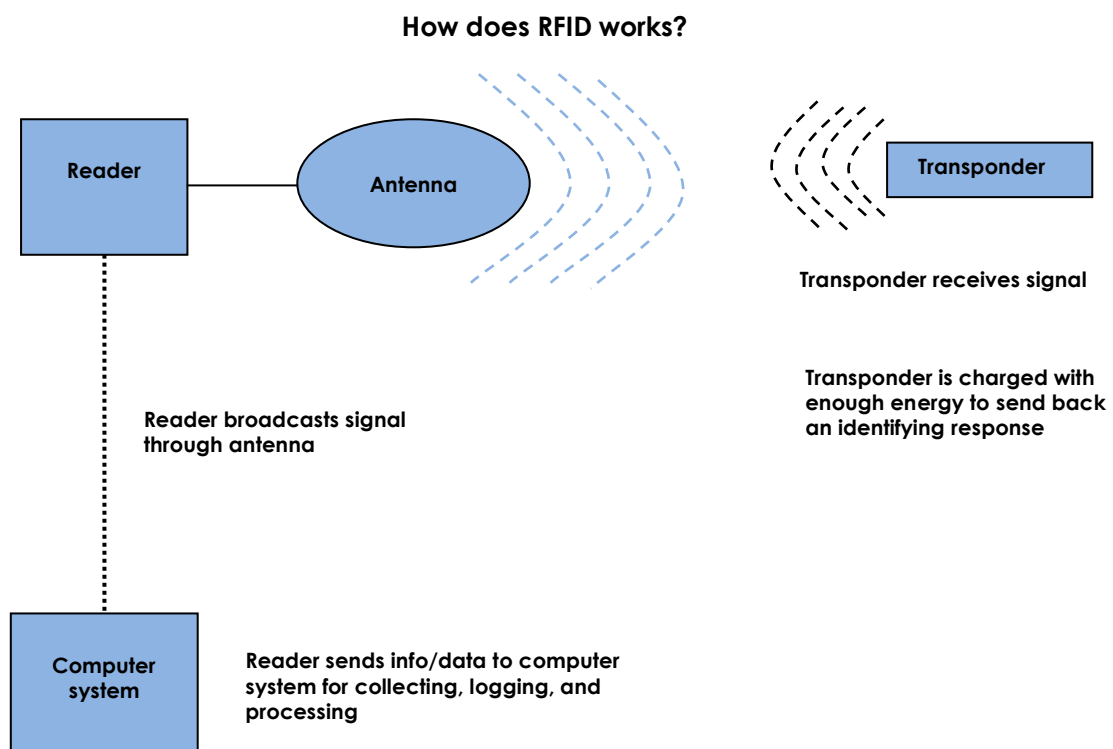 How does RFID works?
Reader
Antenna
Transponder
Transponder receives signal
Transponder is charged with
enough energy to send back
an identifying response
Reader broadcasts signal
through antenna
Computer
system
Reader sends info/data to computer
system for collecting, logging, and
processing